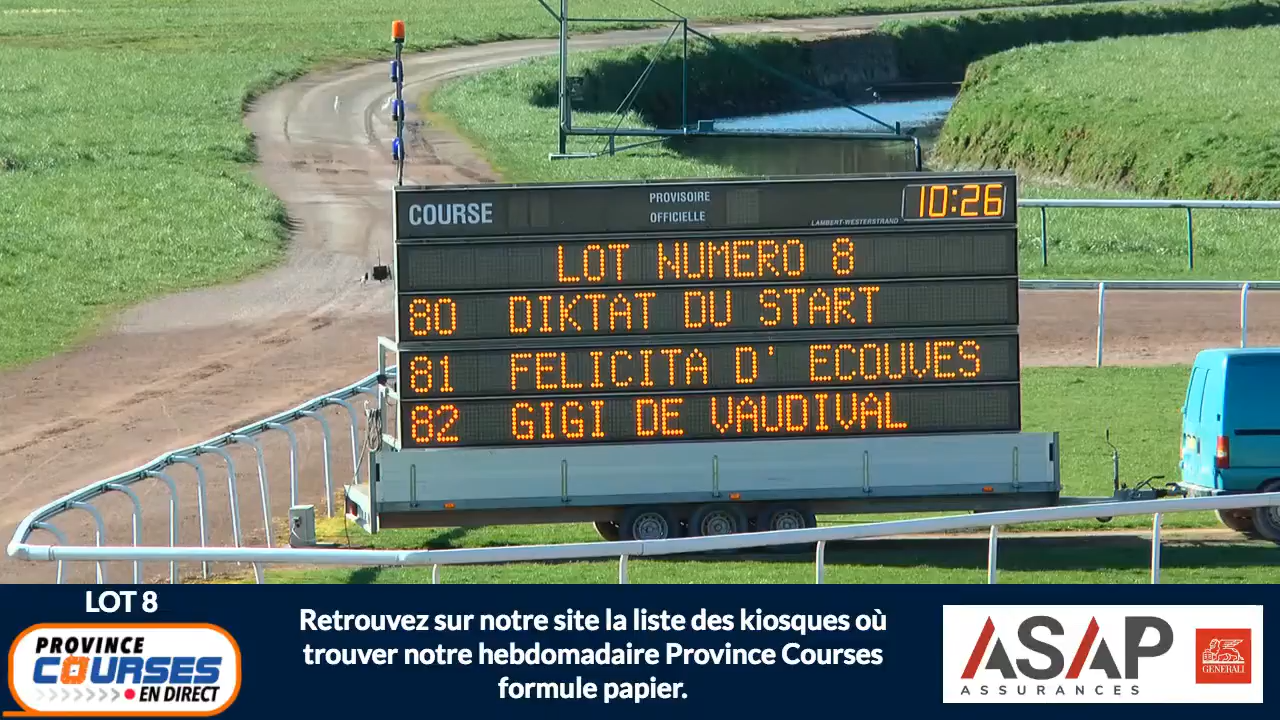 COURSE PROVISOIRE 10:26
OFFICIELLE LAMBERT-WESTERSTRAND
LOT NUMERO 8
80 DIKTAT DU START
81 FELICITA D' ECOUVES
82 GIGI DE VAUDIVAL
LOT 8
PROVINCE
COURSES
EN DIRECT
Retrouvez sur notre site la liste des kiosques où
trouver notre hebdomadaire Province Courses
formule papier.
ASAP
ASSURANCES
GENERALI